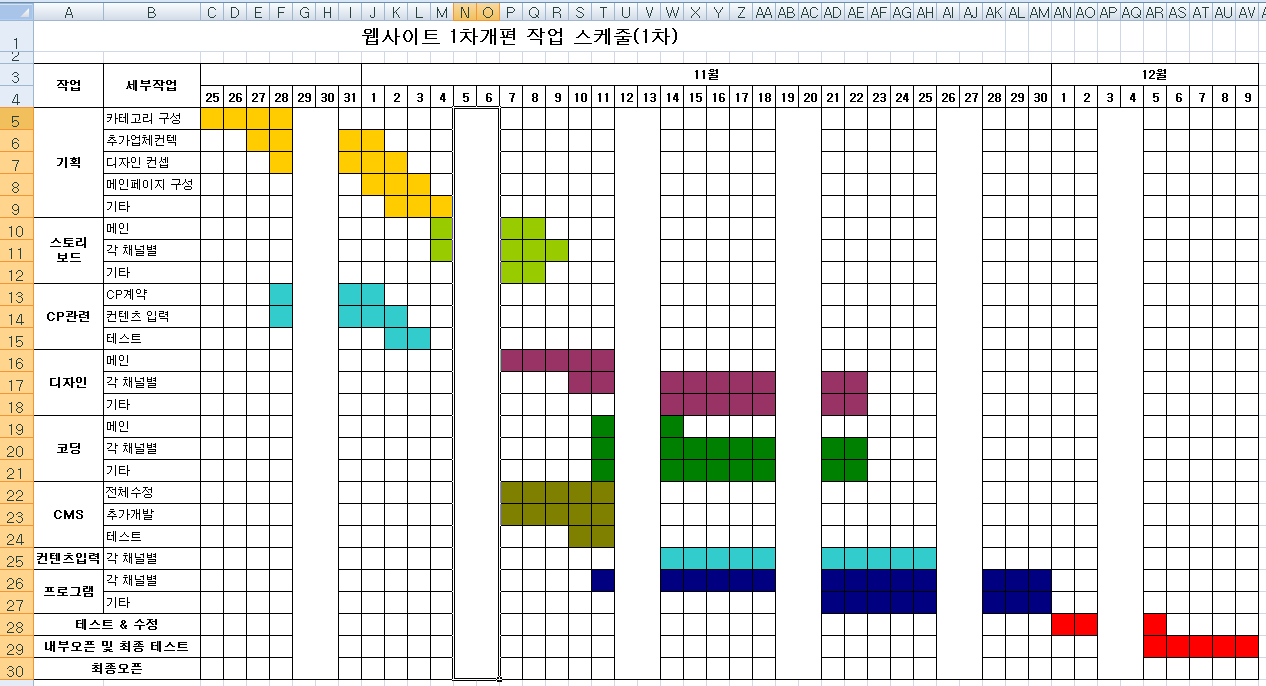 A B C D E F G H I J K L M N O P Q R S T U V W X Y Z AA AB AC AD AE AF AG AH AI AJ AK AL AM AN AO AP AQ AR AS AT AU AV
1 웹사이트 1차개편 작업 스케줄(1차)
2
3 작업 세부작업 11월 12월
4 25 26 27 28 29 30 31 1 2 3 4 5 6 7 8 9 10 11 12 13 14 15 16 17 18 19 20 21 22 23 24 25 26 27 28 29 30 1 2 3 4 5 6 7 8 9
5 카테고리 구성
6 추가업체컨텍
7 기획 디자인 컨셉
8 메인페이지 구성
9 기타
10 메인
11 스토리 보드 각 채널별
12 기타
13 CP계약
14 CP관련 컨텐츠 입력
15 테스트
16 메인
17 디자인 각 채널별
18 기타
19 메인
20 코딩 각 채널별
21 기타
22 전체수정
23 CMS 추가개발
24 테스트
25 컨텐츠입력 각 채널별
26 프로그램 각 채널별
27 기타
28 테스트 & 수정
29 내부오픈 및 최종 테스트
30 최종오픈